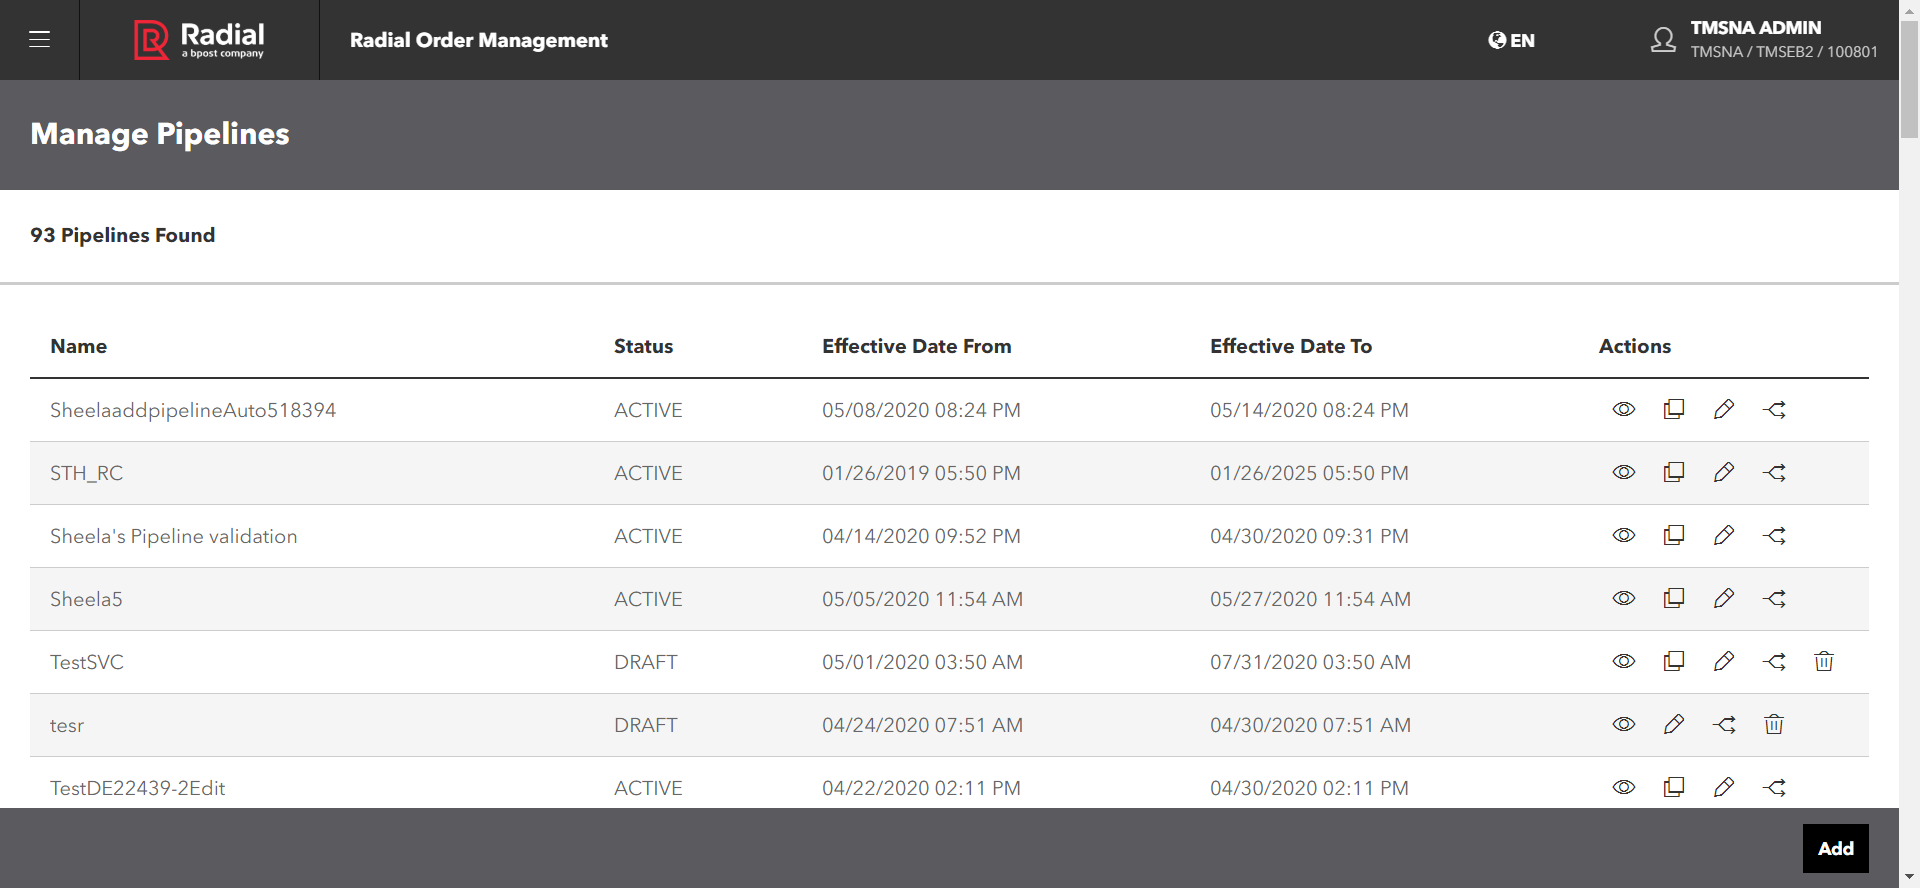 Radial
a bpost company
Radial Order Management
EN
TMSNA ADMIN
TMSNA / TMSEB2 / 100801
Manage Pipelines
93 Pipelines Found
Name Status Effective Date From Effective Date To Actions
SheelaaddpipelineAuto518394 ACTIVE 05/08/2020 08:24 PM 05/14/2020 08:24 PM
STH_RC ACTIVE 01/26/2019 05:50 PM 01/26/2025 05:50 PM
Sheela's Pipeline validation ACTIVE 04/14/2020 09:52 PM 04/30/2020 09:31 PM
Sheela5 ACTIVE 05/05/2020 11:54 AM 05/27/2020 11:54 AM
TestSVC DRAFT 05/01/2020 03:50 AM 07/31/2020 03:50 AM
tesr DRAFT 04/24/2020 07:51 AM 04/30/2020 07:51 AM
TestDE22439-2Edit ACTIVE 04/22/2020 02:11 PM 04/30/2020 02:11 PM
Add